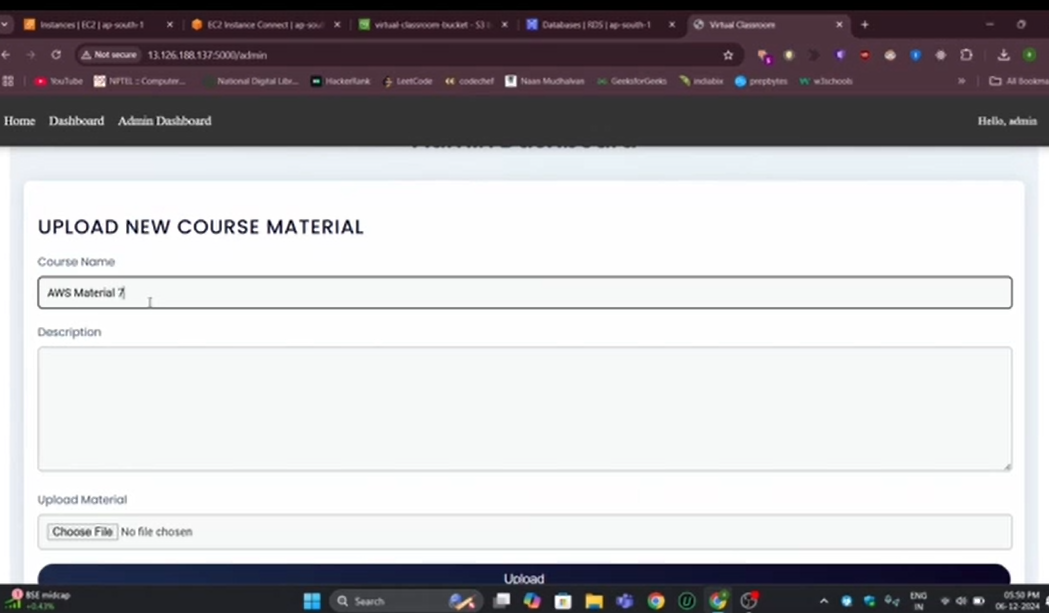 Instances | EC2 | ap-south-1
EC2 Instance Connect | ap-sou
virtual-classroom-bucket - S3 b
Databases | RDS | ap-south-1
Virtual Classroom
Not secure
13.126.188.137:5000/admin
YouTube
NPTEL :: Computer...
National Digital Libr...
HackerRank
LeetCode
codechef
Naan Mudhalvan
GeeksforGeeks
indiabix
prepbytes
w3schools
All Bookma
Home
Dashboard
Admin Dashboard
Hello, admin
Admin Dashboard
UPLOAD NEW COURSE MATERIAL
Course Name
AWS Material 7
Description
Upload Material
Choose File No file chosen
Upload
BSE midcap
+0.43%
Search
ENG
IN
05:50 PM
06-12-2024